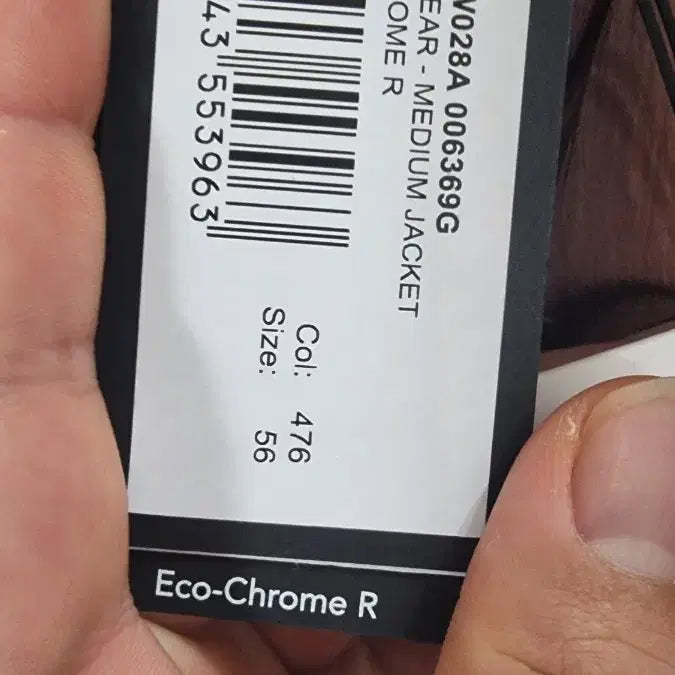 V028A 006369G
EAR - MEDIUM JACKET
OME R
43 553963
Col: 476
Size: 56
Eco-Chrome R